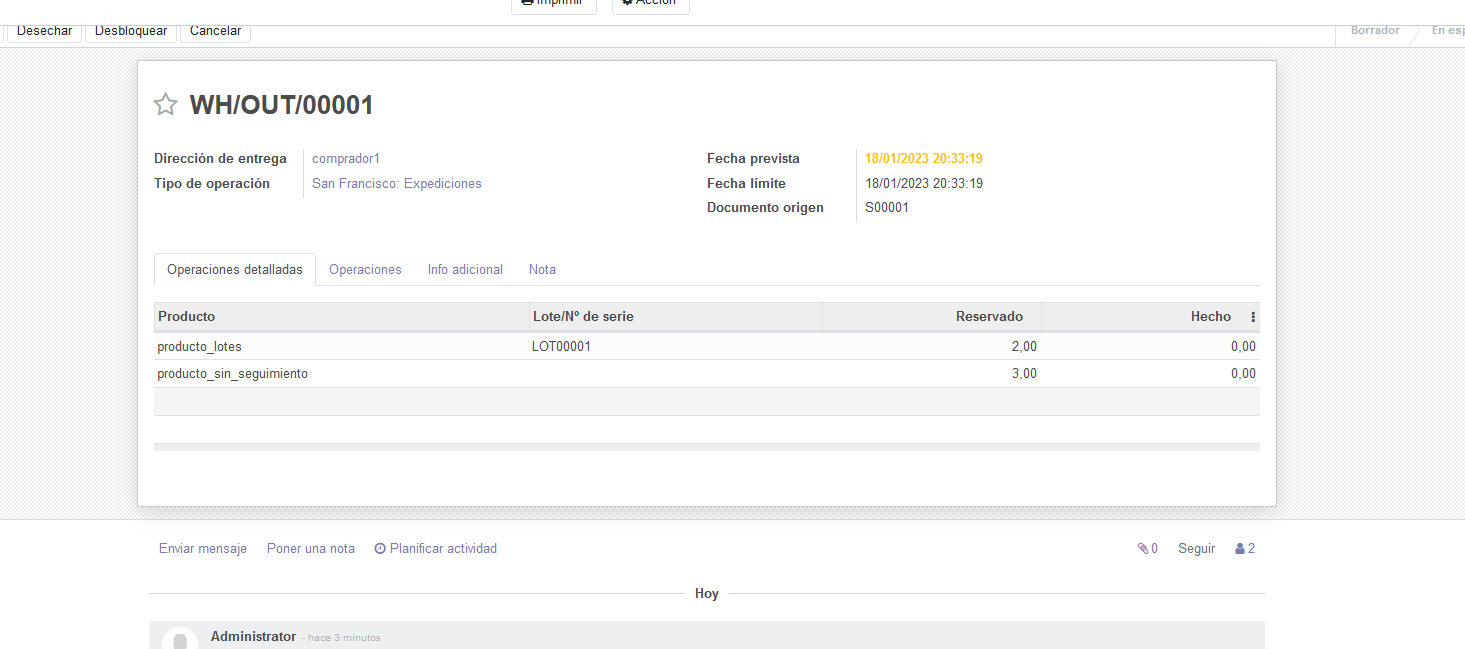 Imprimir Acción
Desechar Desbloquear Cancelar Borrador En esp
WH/OUT/00001
Dirección de entrega comprador1 Fecha prevista 18/01/2023 20:33:19
Tipo de operación San Francisco: Expediciones Fecha límite 18/01/2023 20:33:19
Documento origen S00001
Operaciones detalladas Operaciones Info adicional Nota
Producto Lote/Nº de serie Reservado Hecho
producto_lotes LOT00001 2,00 0,00
producto_sin_seguimiento 3,00 0,00
Enviar mensaje Poner una nota Planificar actividad 0 Seguir 2
Hoy
Administrator - hace 3 minutos